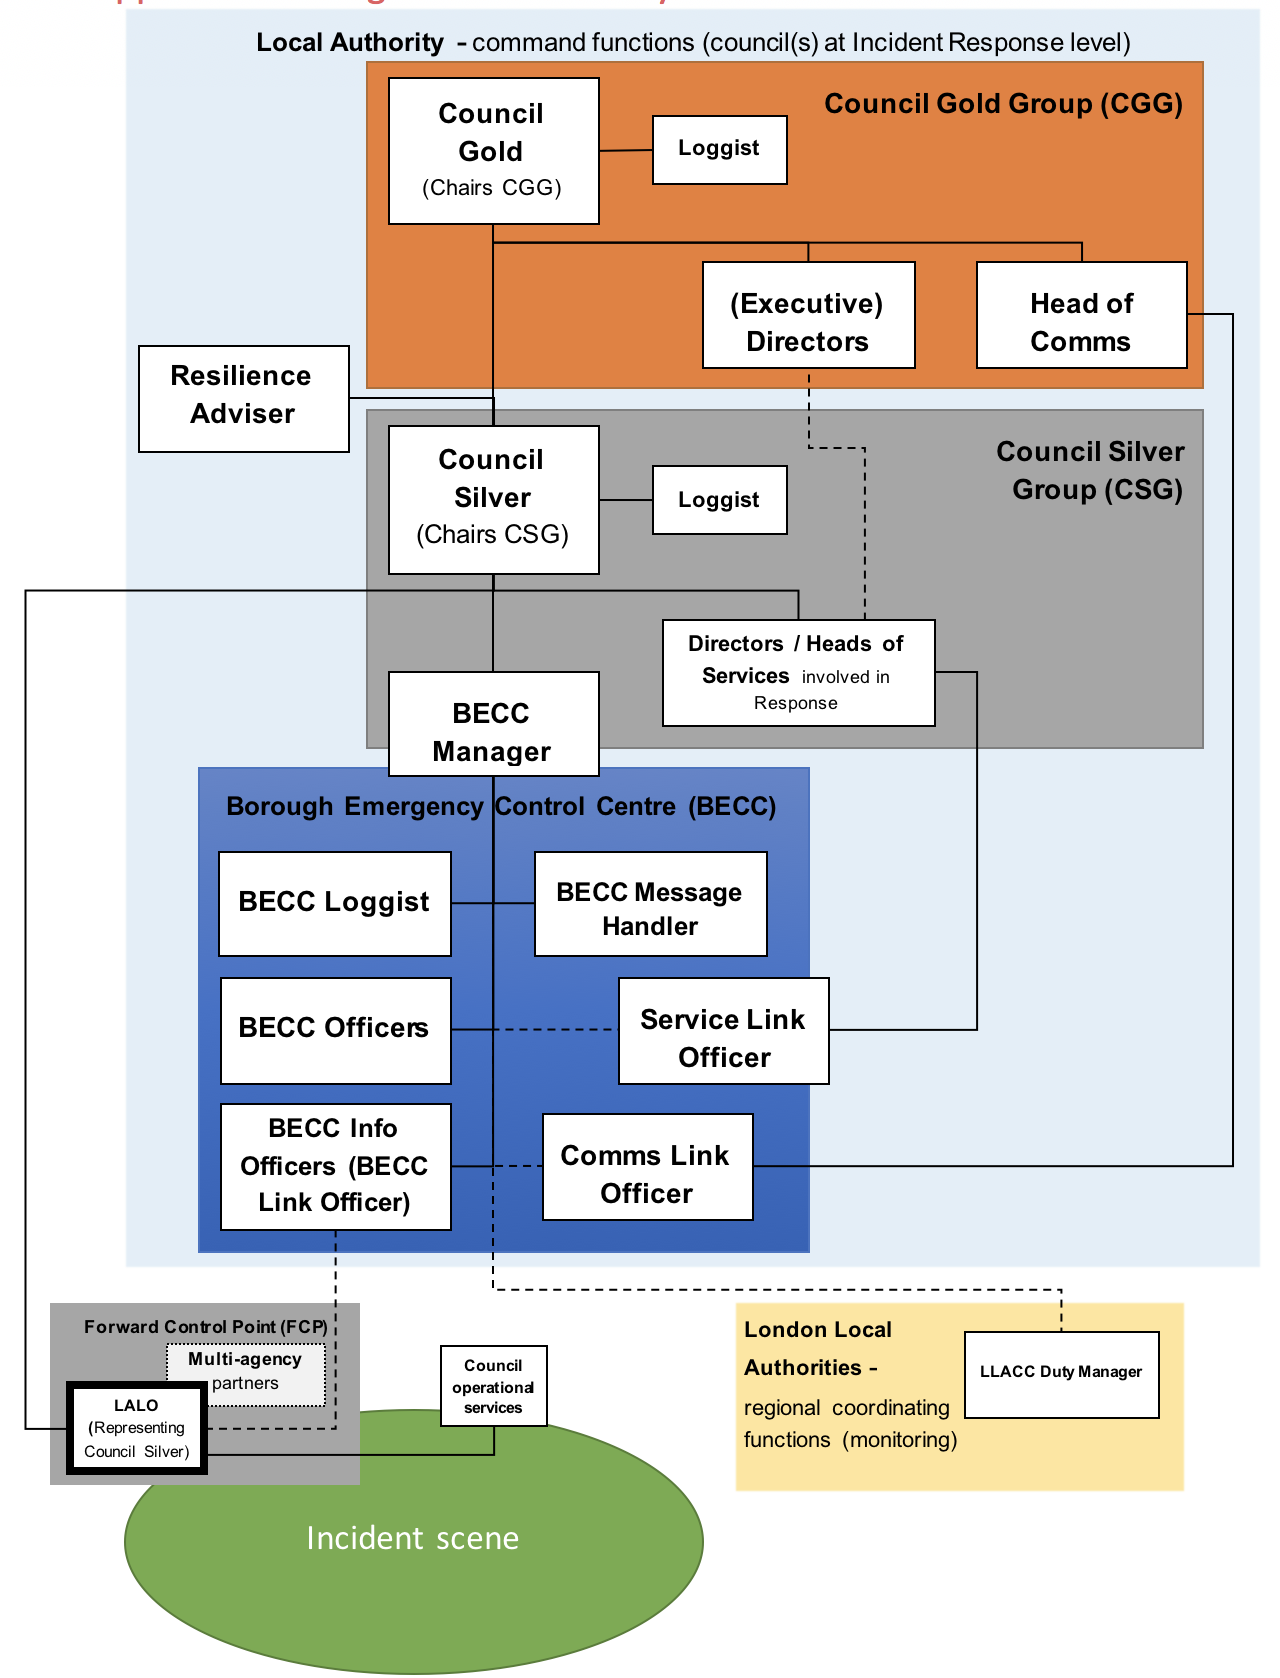 Local Authority - command functions (council(s) at Incident Response level)
Council Gold Group (CGG)
Council
Gold
(Chairs CGG)
Loggist
(Executive)
Directors
Head of
Comms
Resilience
Adviser
Council Silver
Group (CSG)
Council
Silver
(Chairs CSG)
Loggist
Directors / Heads of
Services involved in
Response
BECC
Manager
Borough Emergency Control Centre (BECC)
BECC Loggist
BECC Message
Handler
BECC Officers
Service Link
Officer
BECC Info
Officers (BECC
Link Officer)
Comms Link
Officer
Forward Control Point (FCP)
Multi-agency
partners
LALO
(Representing
Council Silver)
Council
operational
services
London Local
Authorities -
regional coordinating
functions (monitoring)
LLACC Duty Manager
Incident scene